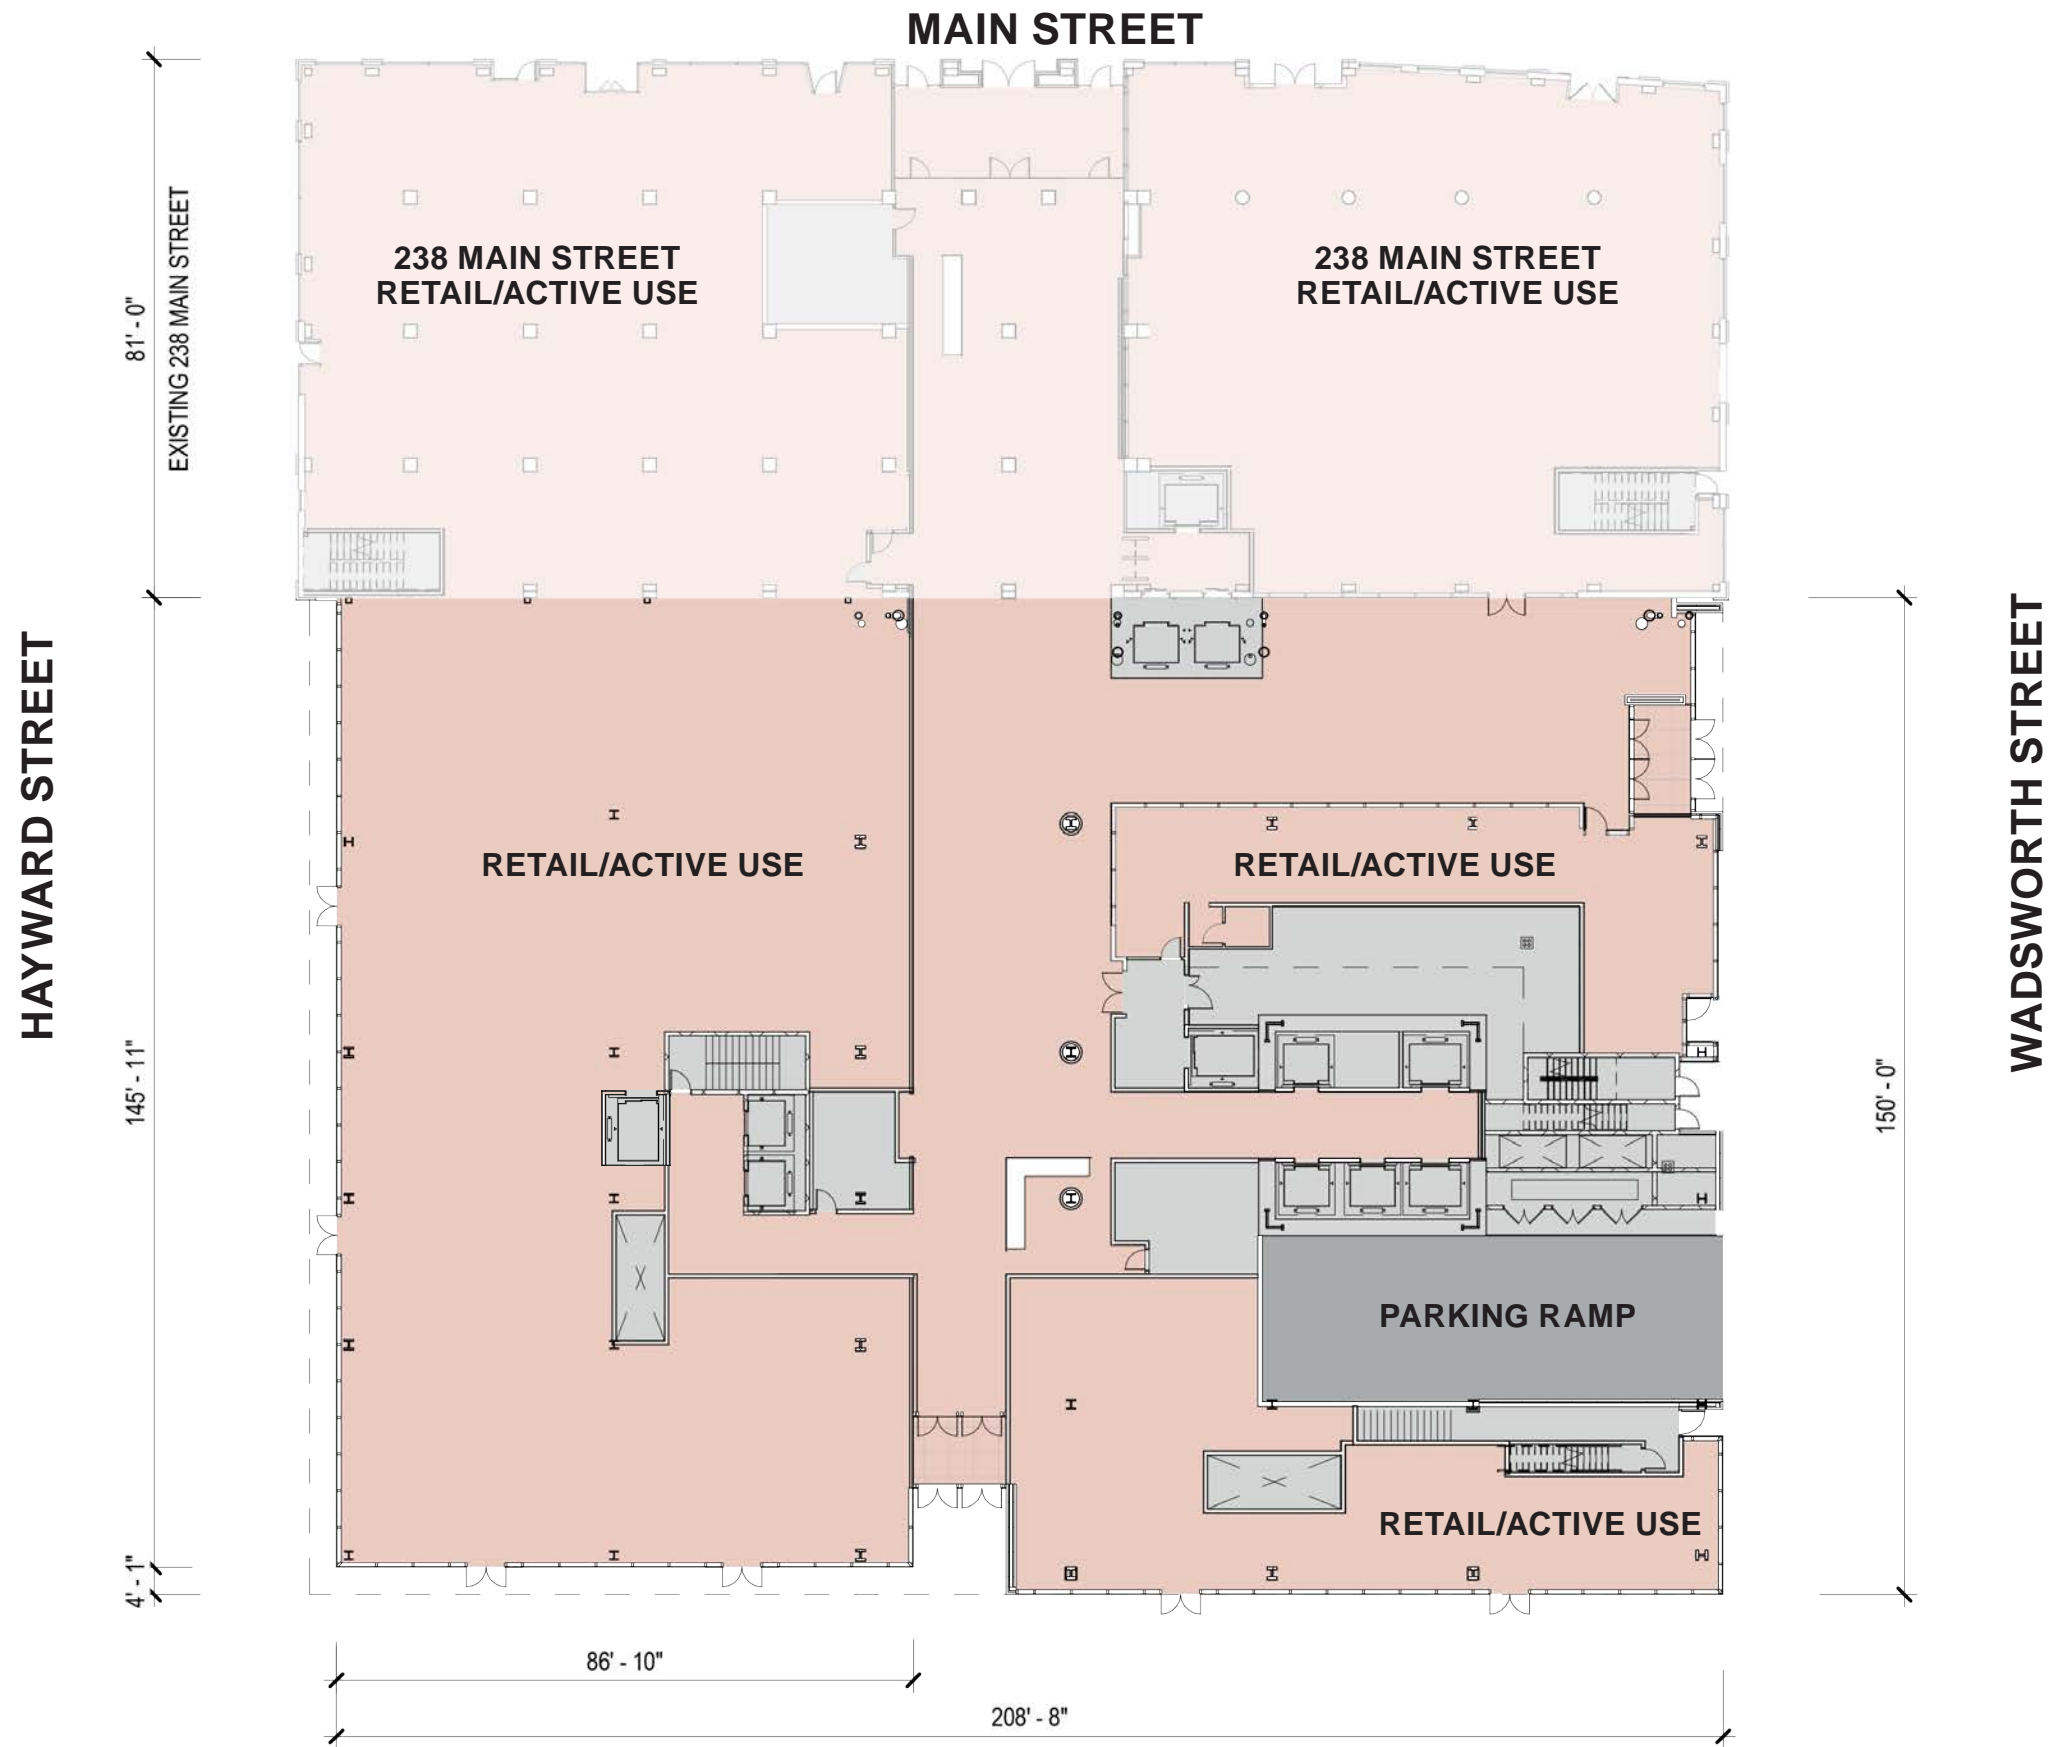 MAIN STREET
81' - 0"
EXISTING 238 MAIN STREET
238 MAIN STREET
RETAIL/ACTIVE USE
238 MAIN STREET
RETAIL/ACTIVE USE
HAYWARD STREET
WADSWORTH STREET
RETAIL/ACTIVE USE
RETAIL/ACTIVE USE
145' - 11"
150' - 0"
PARKING RAMP
RETAIL/ACTIVE USE
4' - 1"
86' - 10"
208' - 8"